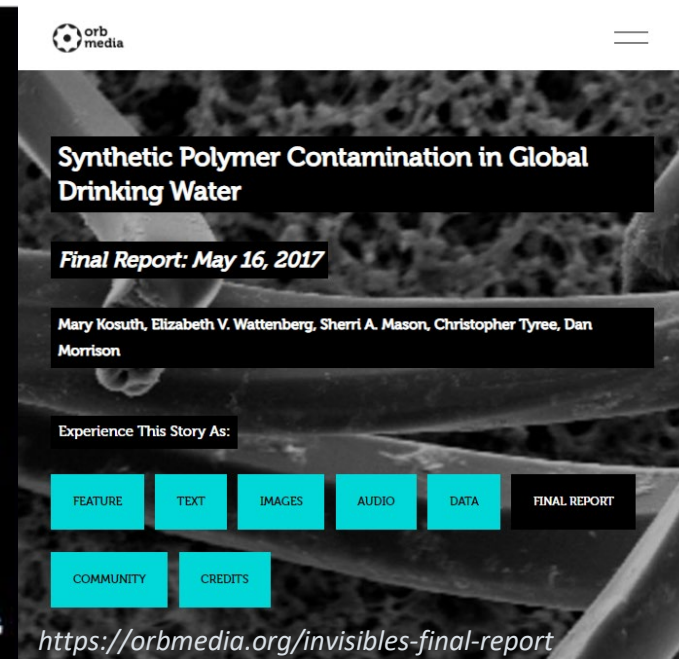 orb
media
Synthetic Polymer Contamination in Global
Drinking Water
Final Report: May 16, 2017
Mary Kosuth, Elizabeth V. Wattenberg, Sherri A. Mason, Christopher Tyree, Dan
Morrison
Experience This Story As:
FEATURE TEXT IMAGES AUDIO DATA FINAL REPORT
COMMUNITY CREDITS
https://orbmedia.org/invisibles-final-report